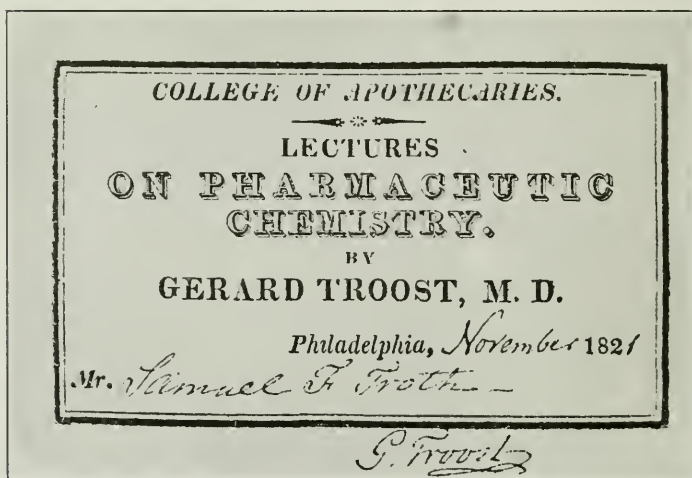 COLLEGE OF APOTHECARIES.
LECTURES
ON PHARMACEUTIC
CHEMISTRY.
BY
GERARD TROOST, M. D.
Philadelphia, November 1821
Mr. Samuel F Troth
G. Troost